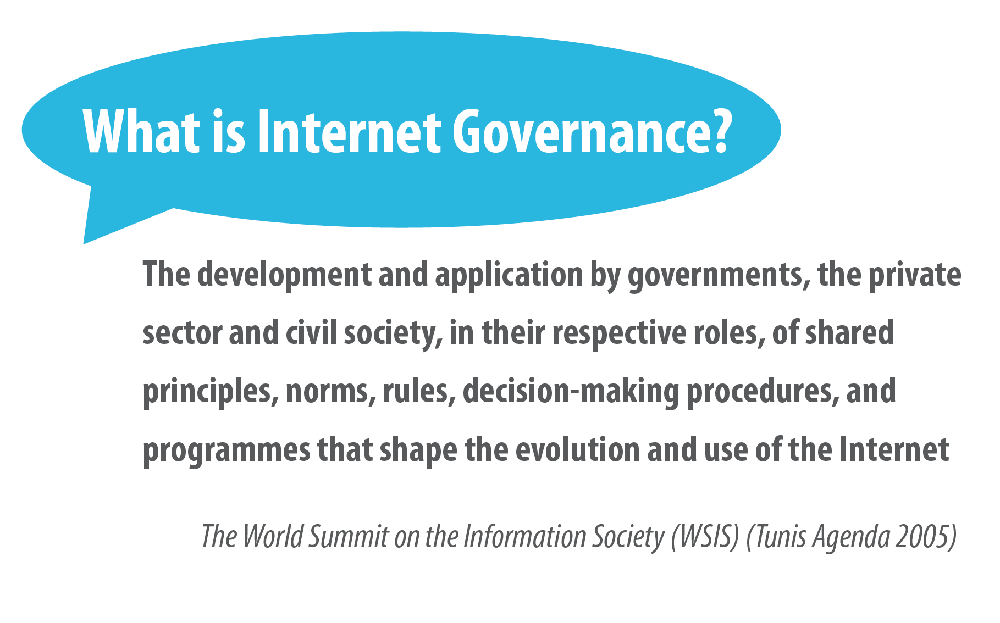 What is Internet Governance?
The development and application by governments, the private
sector and civil society, in their respective roles, of shared
principles, norms, rules, decision-making procedures, and
programmes that shape the evolution and use of the Internet
The World Summit on the Information Society (WSIS) (Tunis Agenda 2005)